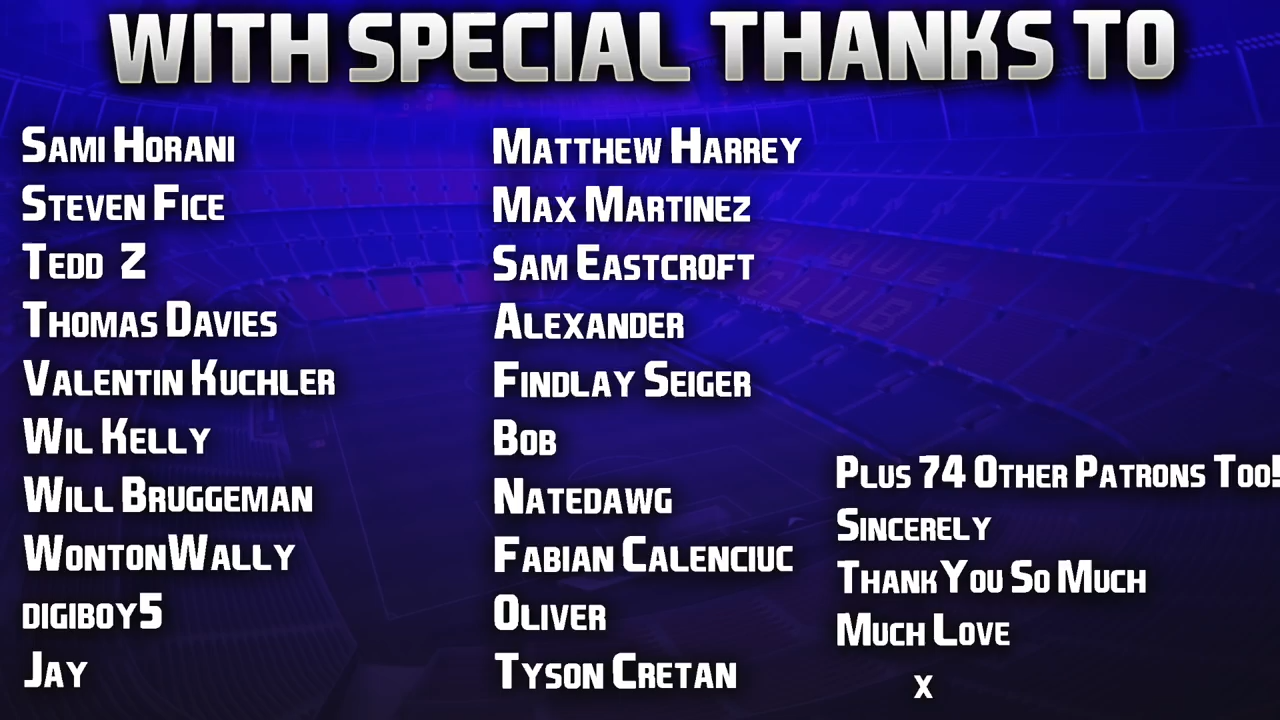 WITH SPECIAL THANKS TO
Sami Horani
Steven Fice
Tedd Z
Thomas Davies
Valentin Kuchler
Wil Kelly
Will Bruggeman
WontonWally
digiboy5
Jay
Matthew Harrey
Max Martinez
Sam Eastcroft
Alexander
Findlay Seiger
Bob
Natedawg
Fabian Calenciuc
Oliver
Tyson Cretan
Plus 74 Other Patrons Too!
Sincerely
Thank You So Much
Much Love
x
QUE
CLUB